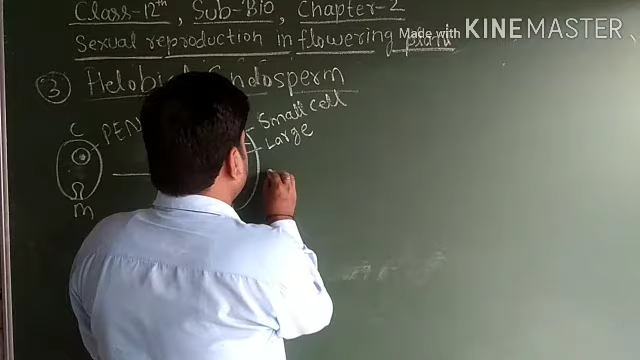 Class-12th, Sub-Bio, Chapter-2
Sexual reproduction in flowering plant
Made with KINEMASTER
③ Endosperm
C PEN
Small cell
Large
m